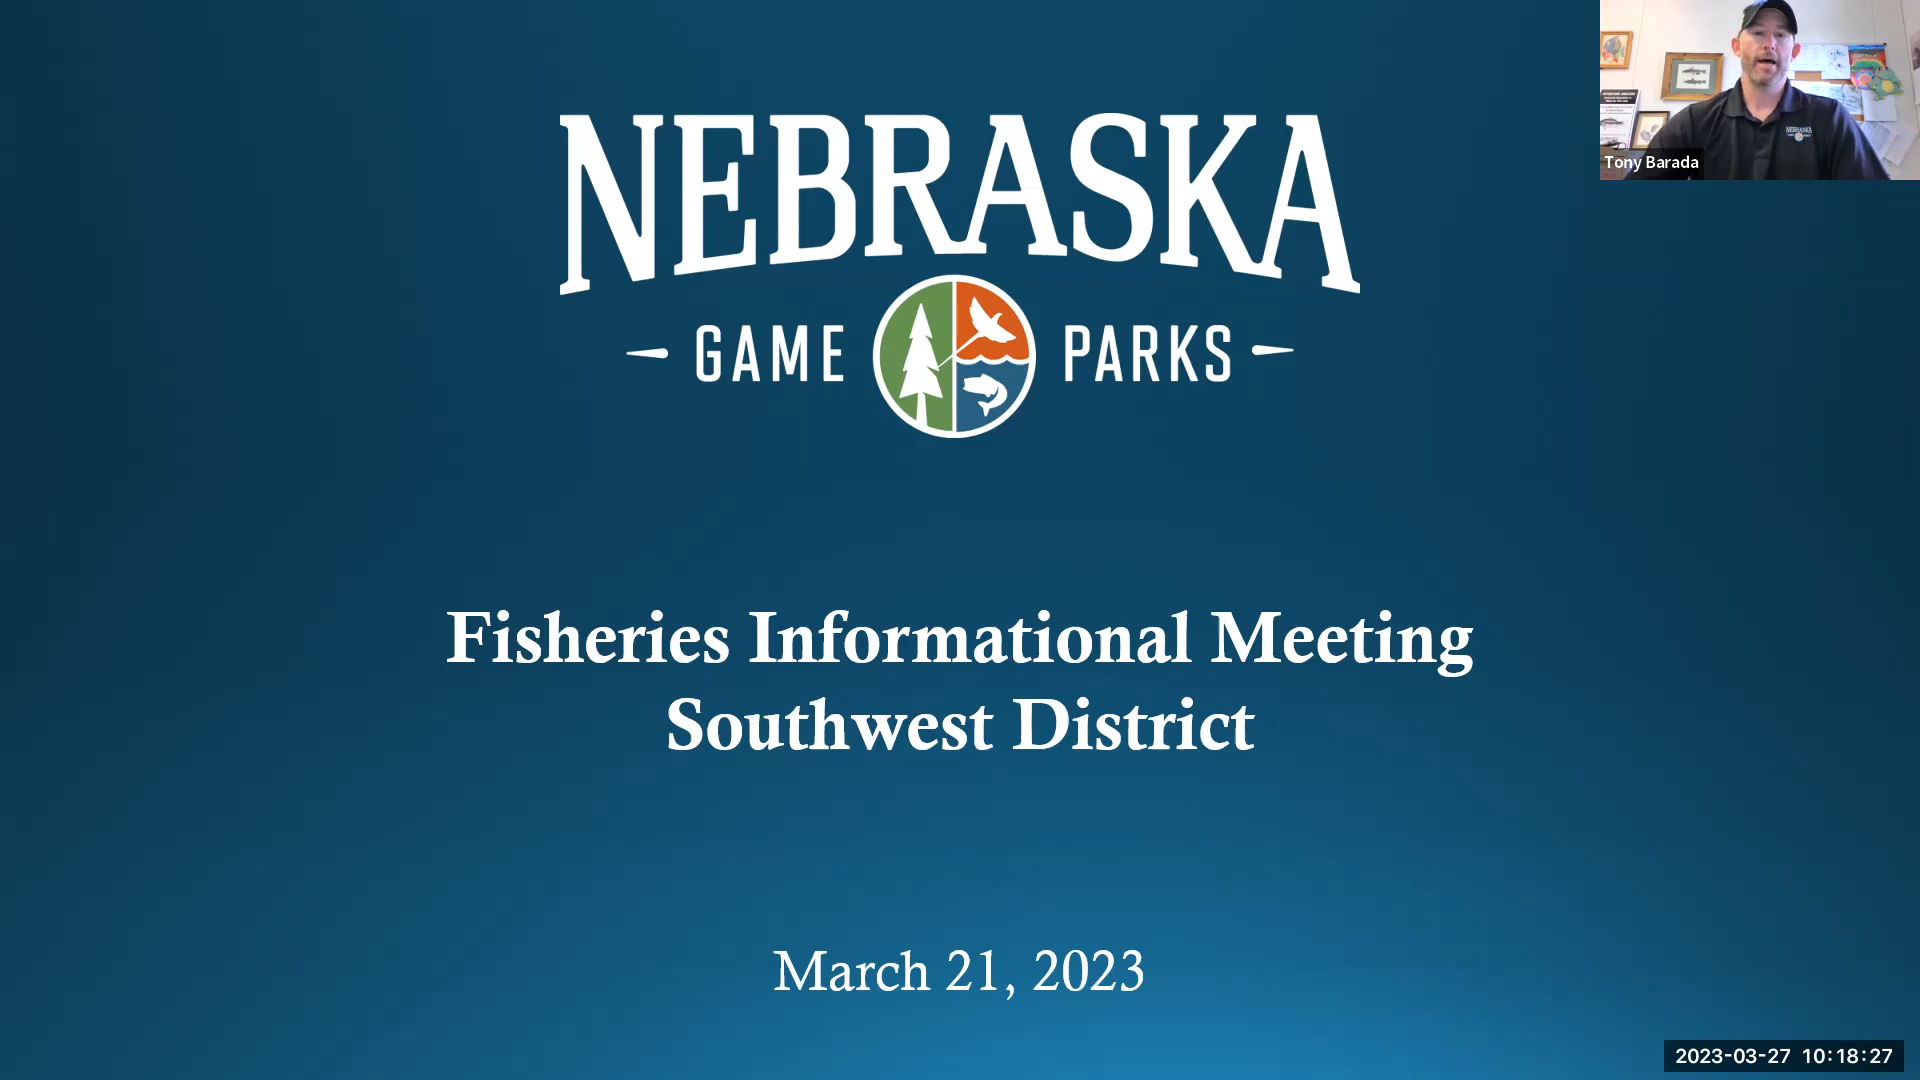 NEBRASKA
GAME PARKS
Fisheries Informational Meeting
Southwest District
March 21, 2023
Tony Barada
NEBRASKA
2023-03-27 10:18:27